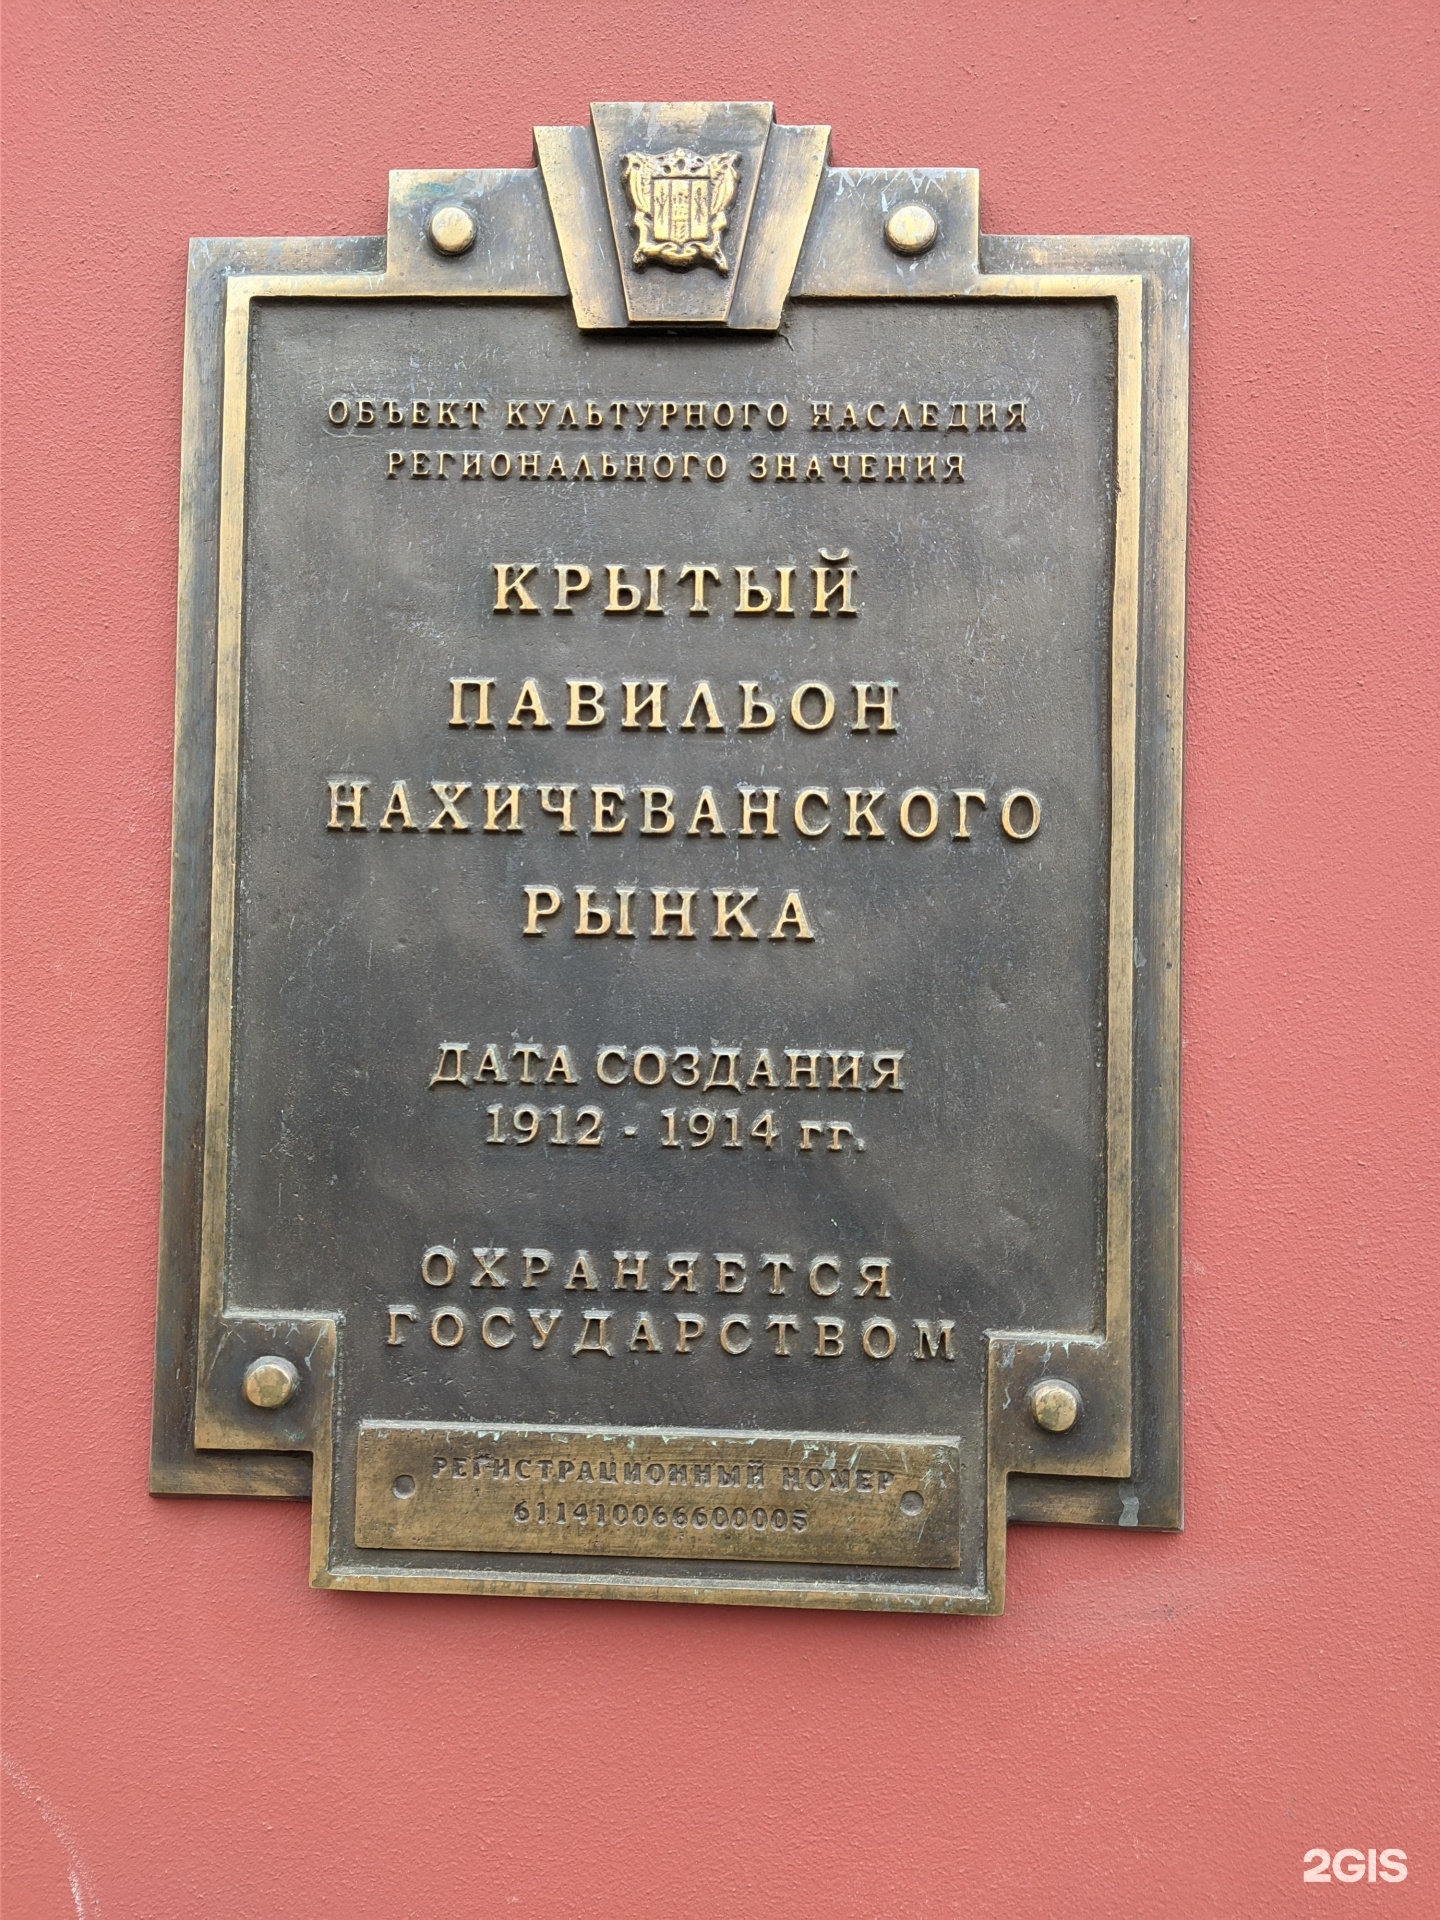 ОБЪЕКТ КУЛЬТУРНОГО НАСЛЕДИЯ
РЕГИОНАЛЬНОГО ЗНАЧЕНИЯ
КРЫТЫЙ
ПАВИЛЬОН
НАХИЧЕВАНСКОГО
РЫНКА
ДАТА СОЗДАНИЯ
1912 - 1914 гг.
ОХРАНЯЕТСЯ
ГОСУДАРСТВОМ
РЕГИСТРАЦИОННЫЙ НОМЕР
611410066600005
2GIS